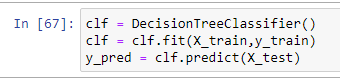 In [67]: clf = DecisionTreeClassifier()
clf = clf.fit(X_train,y_train)
y_pred = clf.predict(X_test)